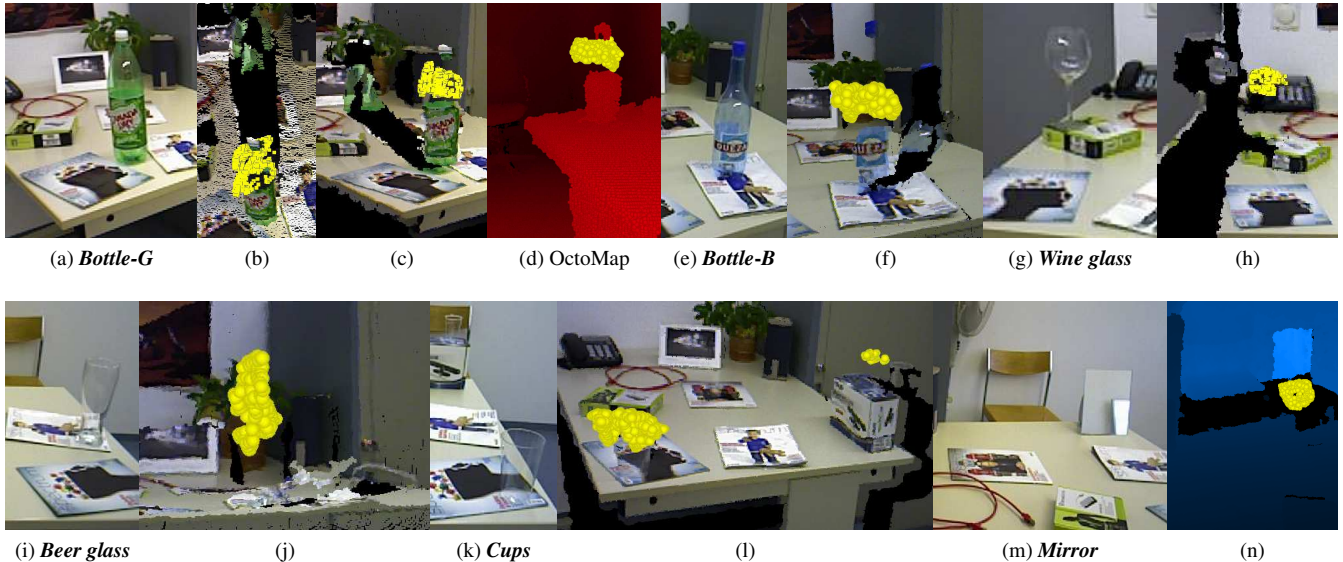 (a) Bottle-G (b) (c) (d) OctoMap (e) Bottle-B (f) (g) Wine glass (h)
(i) Beer glass (j) (k) Cups (l) (m) Mirror (n)